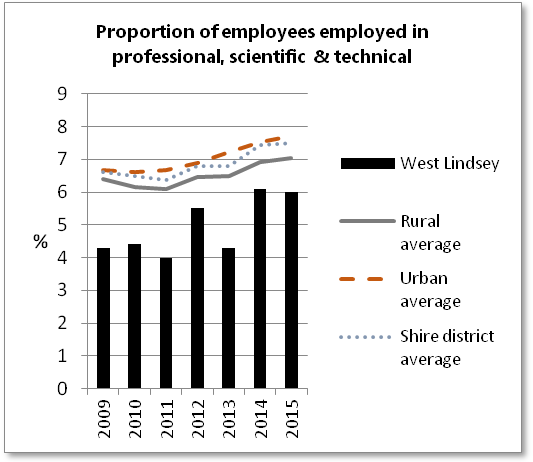 Proportion of employees employed in
professional, scientific & technical
9
8
7
6
5
4
3
2
1
0
%
2009
2010
2011
2012
2013
2014
2015
West Lindsey
Rural
average
Urban
average
Shire district
average